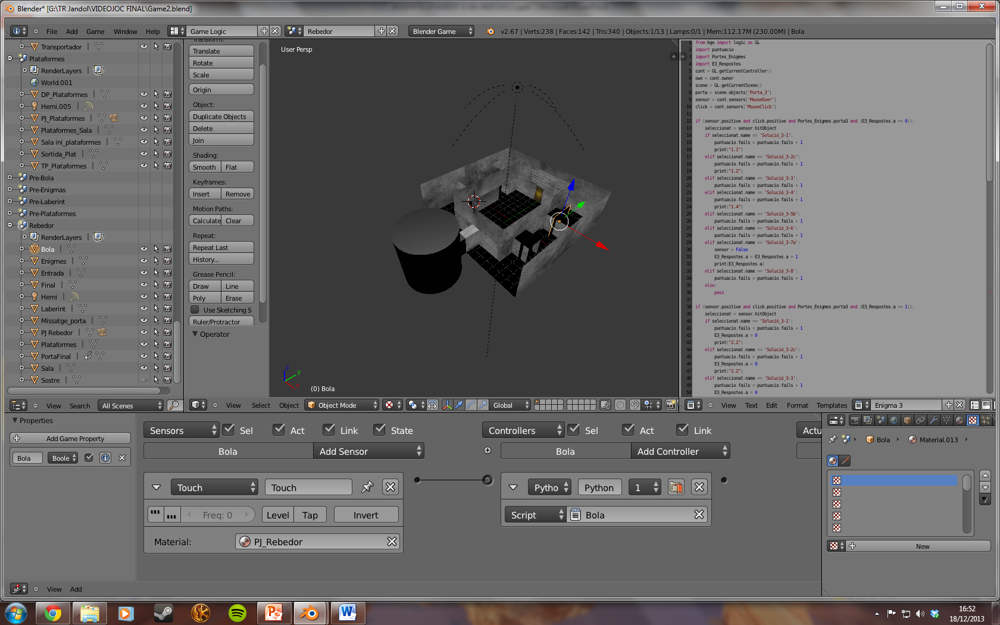 Blender* [G:\TR Jandol\VIDEOJOC FINAL\Game2.blend]
File Add Game Window Help Game Logic Rebedor Blender Game v2.67 | Verts:238 | Faces:142 | Tris:340 | Objects:1/13 | Lamps:0/1 | Mem:112.17M (230.00M) | Bola
Transportador
Plataformes
RenderLayers
World.001
DP_Plataformes
Hemi.005
PJ_Plataformes
Plataformes_Sala
Sala ini_plataformes
Sortida_Plat
TP_Plataformes
Pre-Bola
Pre-Enigmas
Pre-Laberint
Pre-Plataformes
Rebedor
RenderLayers
Bola
Enigmes
Entrada
Final
Hemi
Laberint
Missatge_porta
PJ Rebedor
Plataformes
PortaFinal
Sala
Sostre
View Search All Scenes
Transform:
Translate
Rotate
Scale
Origin
Object:
Duplicate Objects
Delete
Join
Shading:
Smooth Flat
Keyframes:
Insert Remove
Motion Paths:
Calculate Clear
Repeat:
Repeat Last
History...
Grease Pencil:
Draw Line
Poly Erase
Use Sketching S
Ruler/Protractor
Operator
User Persp
z
y
x
(0) Bola
View Select Object Object Mode Global
1 from bge import logic as GL
2 import puntuacio
3 import Portes_Enigmes
4 import E3_Respostes
5 cont = GL.getCurrentController()
6 own = cont.owner
7 scene = GL.getCurrentScene()
8 porta = scene.objects['Porta_3']
9 sensor = cont.sensors['MouseOver']
10 click = cont.sensors['MouseClick']
11
12 if (sensor.positive and click.positive and Portes_Enigmes.porta3 and (E3_Respostes.a == 0)):
13 seleccionat = sensor.hitObject
14 if seleccionat.name == 'Solució_3-1':
15 puntuacio.fails = puntuacio.fails + 1
16 print("1.1")
17 elif seleccionat.name == 'Solució_3-2c':
18 puntuacio.fails = puntuacio.fails + 1
19 print("1.2")
20 elif seleccionat.name == 'Solució_3-3':
21 puntuacio.fails = puntuacio.fails + 1
22 elif seleccionat.name == 'Solució_3-4':
23 puntuacio.fails = puntuacio.fails + 1
24 print("1.4")
25 elif seleccionat.name == 'Solució_3-5b':
26 puntuacio.fails = puntuacio.fails + 1
27 elif seleccionat.name == 'Solució_3-6':
28 puntuacio.fails = puntuacio.fails + 1
29 elif seleccionat.name == 'Solució_3-7a':
30 sensor = False
31 E3_Respostes.a = E3_Respostes.a + 1
32 print(E3_Respostes.a)
33 elif seleccionat.name == 'Solució_3-8':
34 puntuacio.fails = puntuacio.fails + 1
35 else:
36 pass
37
38 if (sensor.positive and click.positive and Portes_Enigmes.porta3 and (E3_Respostes.a == 1)):
39 seleccionat = sensor.hitObject
40 if seleccionat.name == 'Solució_3-1':
41 puntuacio.fails = puntuacio.fails + 1
42 E3_Respostes.a = 0
43 print("2.1")
44 elif seleccionat.name == 'Solució_3-2c':
45 puntuacio.fails = puntuacio.fails + 1
46 E3_Respostes.a = 0
47 print("2.2")
48 elif seleccionat.name == 'Solució_3-3':
49 puntuacio.fails = puntuacio.fails + 1
50 E3_Respostes.a = 0
View Text Edit Format Templates Enigma 3
Properties
Add Game Property
Bola Boole
Sensors Sel Act Link State Controllers Sel Act Link Actu
Bola Add Sensor Bola Add Controller
Touch Touch Pytho Python 1
Freq: 0 Level Tap Invert Script Bola
Material: PJ_Rebedor
View Add
Bola Material.013
New
16:52
18/12/2013